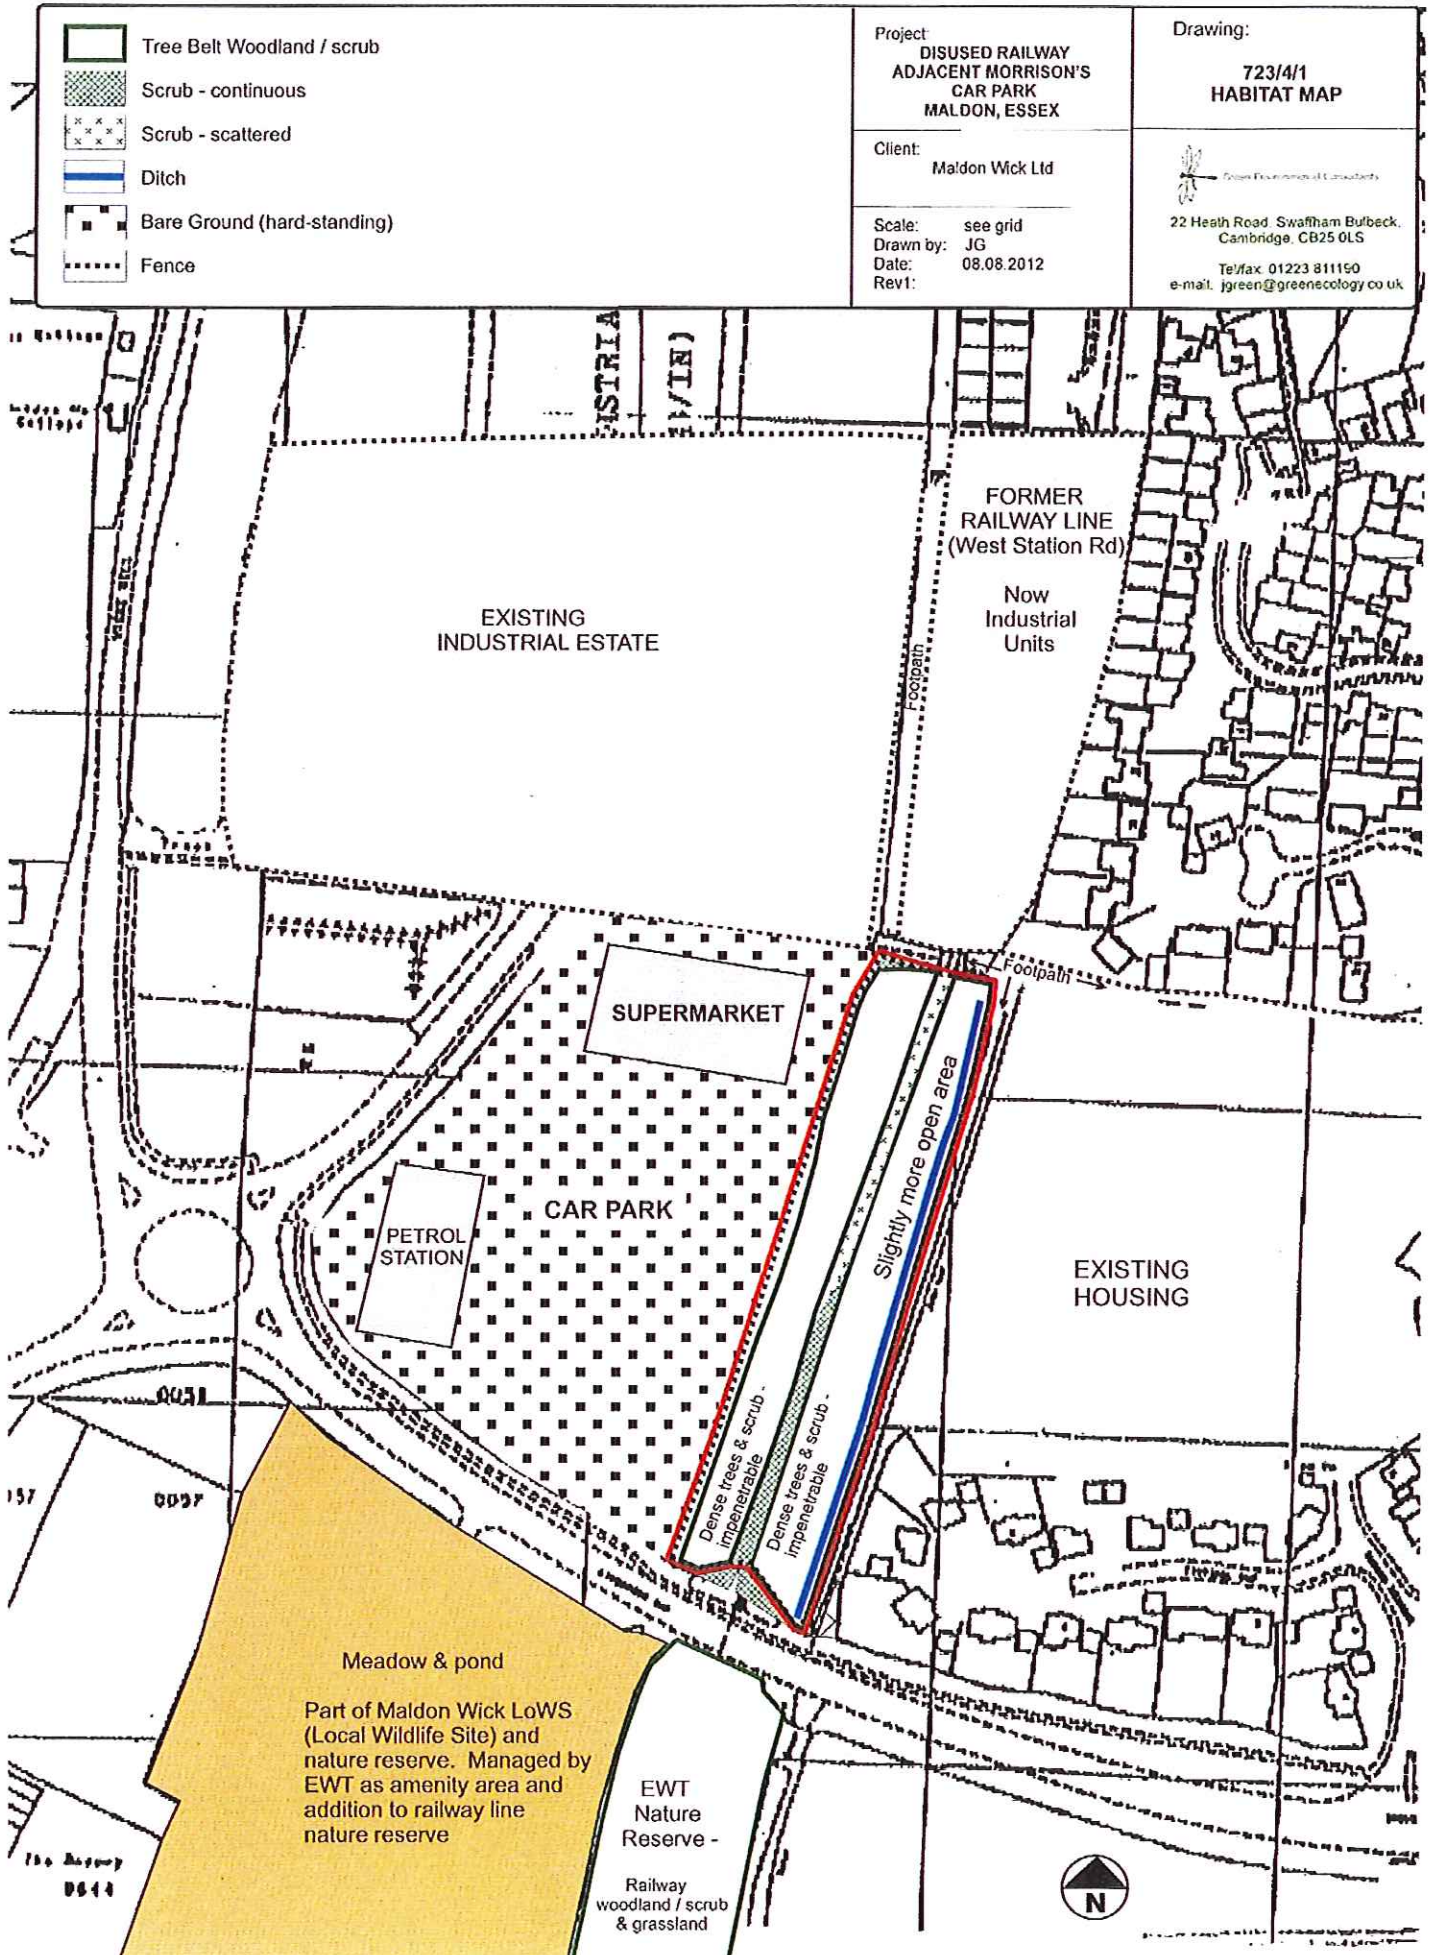 Tree Belt Woodland / scrub
Scrub - continuous
Scrub - scattered
Ditch
Bare Ground (hard-standing)
Fence
Project:
DISUSED RAILWAY
ADJACENT MORRISON'S
CAR PARK
MALDON, ESSEX
Client:
Maldon Wick Ltd
Scale: see grid
Drawn by: JG
Date: 08.08.2012
Rev1:
Drawing:
723/4/1
HABITAT MAP
Green Environmental Consultants
22 Heath Road, Swaffham Bulbeck,
Cambridge, CB25 0LS
Tel/fax. 01223 811190
e-mail. jgreen@greenecology.co.uk
FORMER
RAILWAY LINE
(West Station Rd)
Now
Industrial
Units
EXISTING
INDUSTRIAL ESTATE
Footpath
Footpath
SUPERMARKET
Slightly more open area
CAR PARK
PETROL
STATION
EXISTING
HOUSING
Dense trees & scrub -
impenetrable
Dense trees & scrub -
impenetrable
0097
Meadow & pond
Part of Maldon Wick LoWS
(Local Wildlife Site) and
nature reserve. Managed by
EWT as amenity area and
addition to railway line
nature reserve
EWT
Nature
Reserve -
Railway
woodland / scrub
& grassland
N